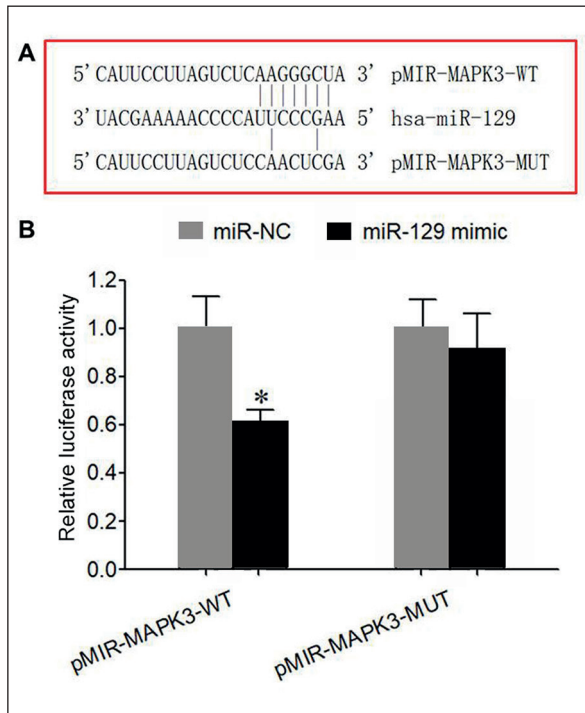 A
5' CAUUCCUUAGUCUCAAGGGCUA 3' pMIR-MAPK3-WT
3' UACGAAAAACCCCAUUCCCGAA 5' hsa-miR-129
5' CAUUCCUUAGUCUCCAACUCGA 3' pMIR-MAPK3-MUT
B
miR-NC miR-129 mimic
Relative luciferase activity
1.2
1.0
0.8
0.6
0.4
0.2
0.0
*
pMIR-MAPK3-WT
pMIR-MAPK3-MUT